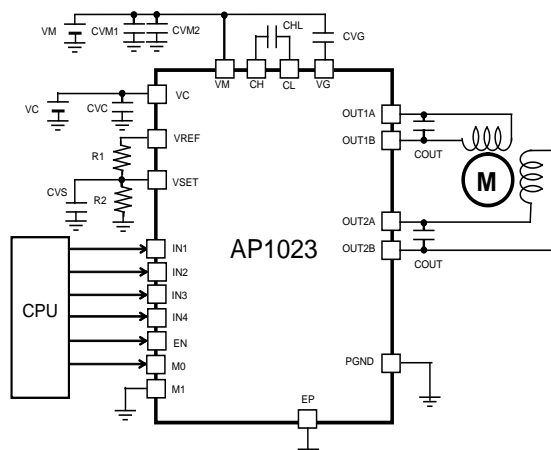 CHL
VM
CVM1
CVM2
CVG
VM
CH
CL
VG
VC
CVC
VC
OUT1A
VREF
OUT1B
R1
COUT
VSET
M
CVS
R2
OUT2A
AP1023
IN1
OUT2B
IN2
COUT
IN3
CPU
IN4
EN
M0
PGND
M1
EP